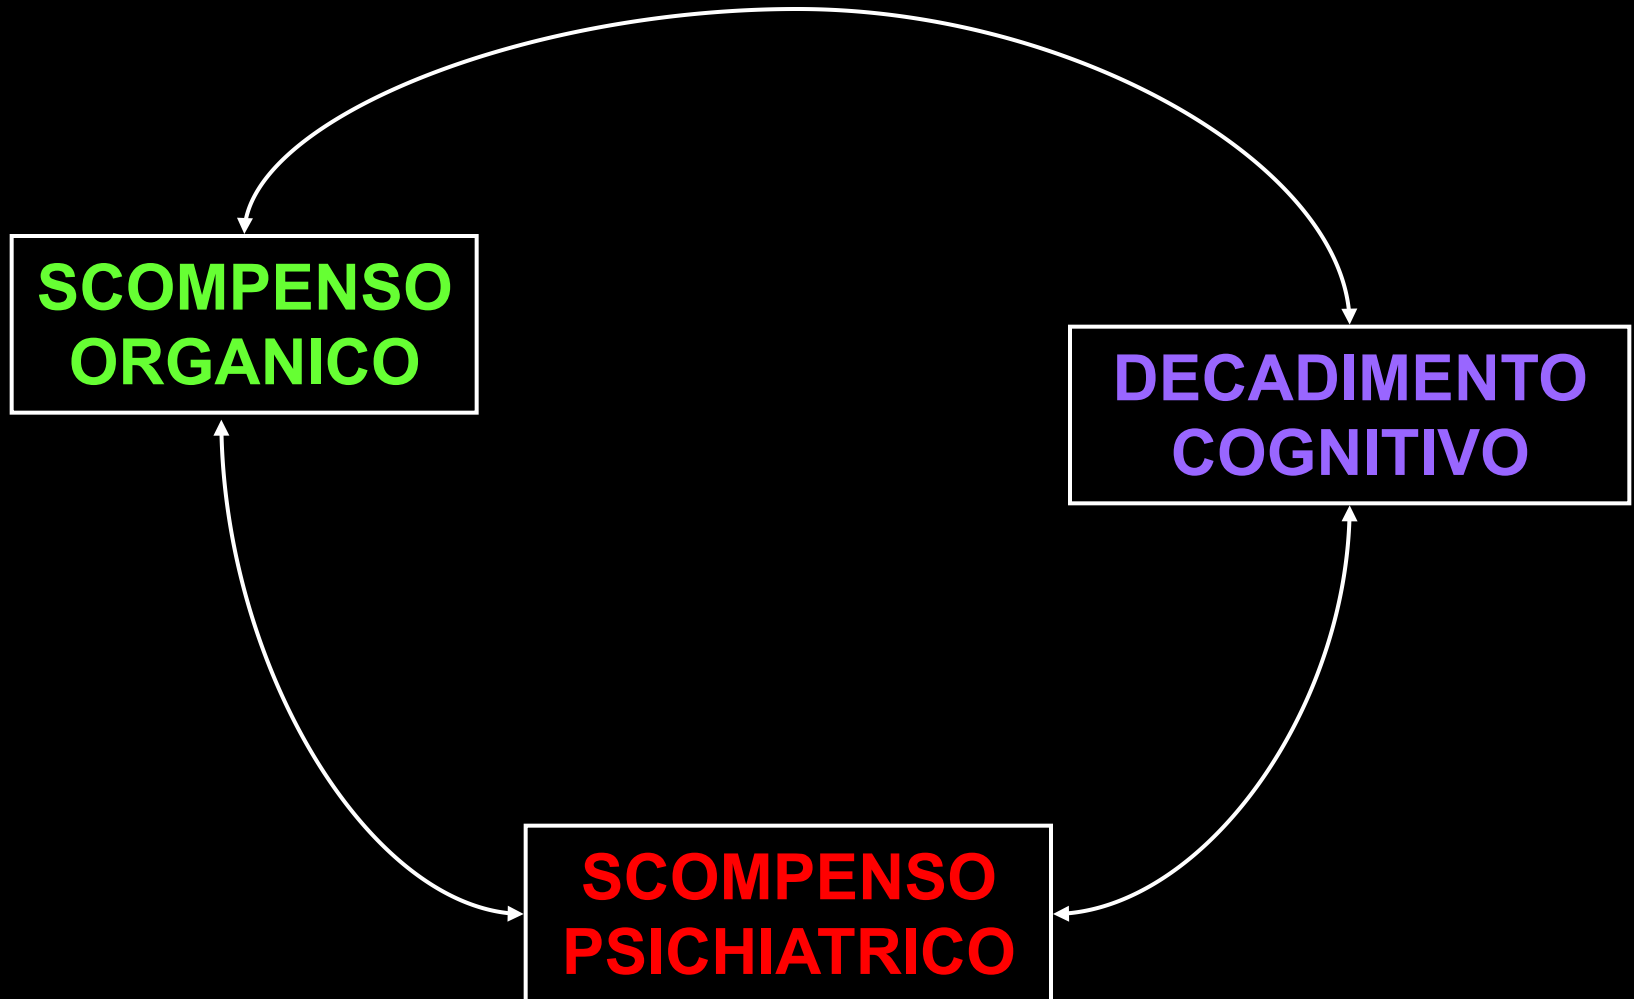 SCOMPENSO
ORGANICO
DECADIMENTO
COGNITIVO
SCOMPENSO
PSICHIATRICO